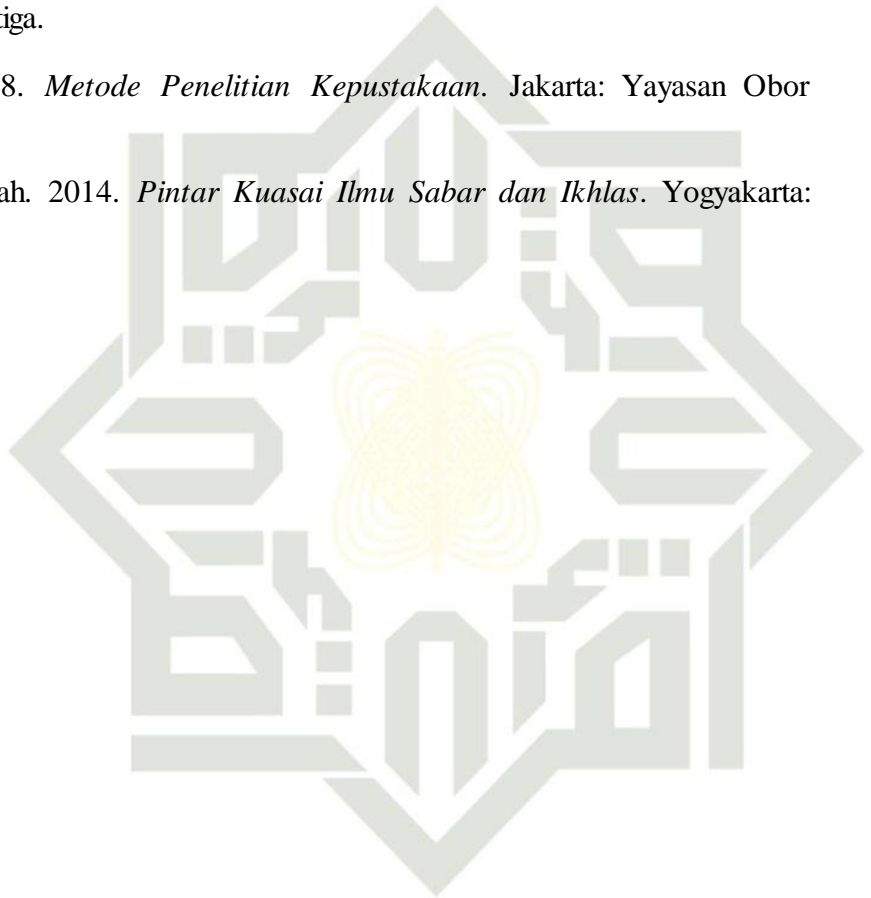 tiga.
8. Metode Penelitian Kepustakaan. Jakarta: Yayasan Obor
ah. 2014. Pintar Kuasai Ilmu Sabar dan Ikhlas. Yogyakarta: